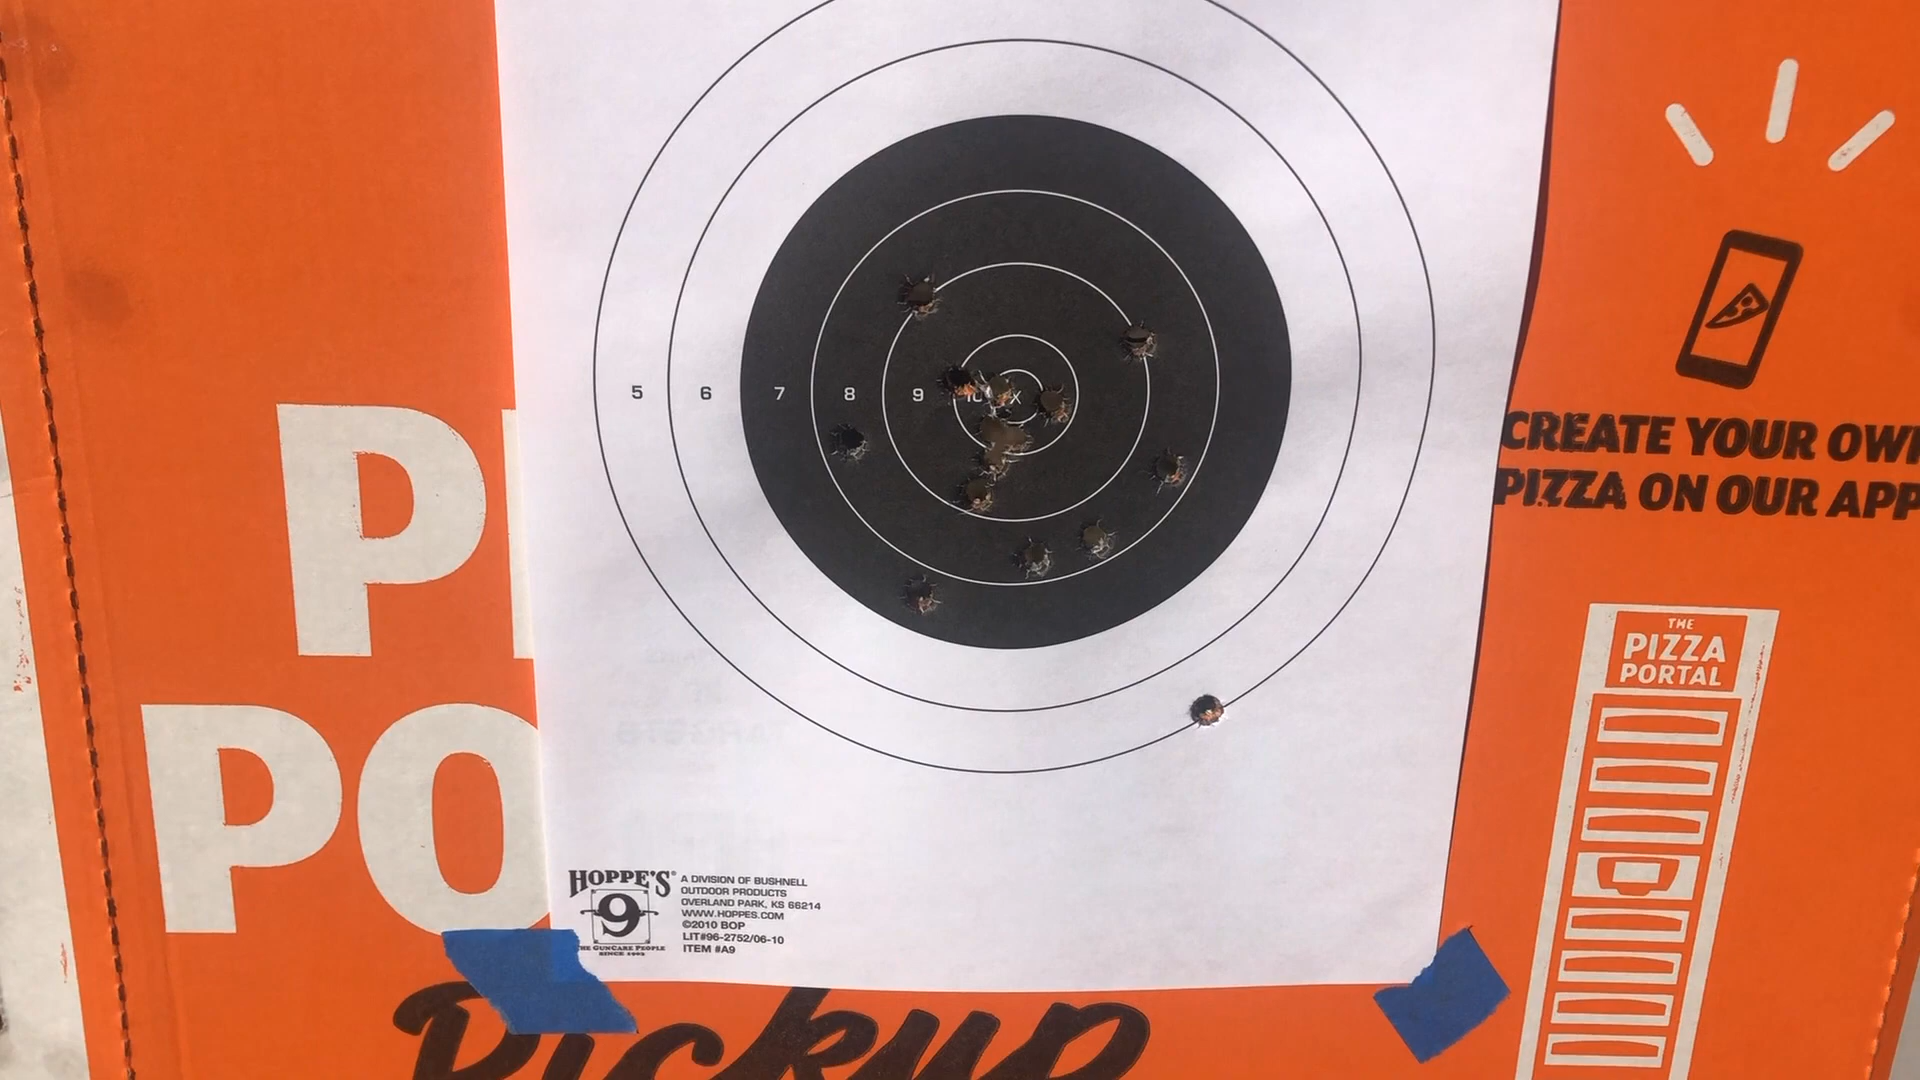 5 6 7 8 9 10 X
CREATE YOUR OWN
PIZZA ON OUR APP
THE
PIZZA
PORTAL
P
PO
HOPPE'S®
9
THE GUNCARE PEOPLE
SINCE 1903
A DIVISION OF BUSHNELL
OUTDOOR PRODUCTS
OVERLAND PARK, KS 66214
WWW.HOPPES.COM
©2010 BOP
LIT#96-2752/06-10
ITEM #A9
Pickup